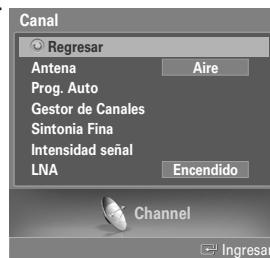 Canal
Regresar
Antena Aire
Prog. Auto
Gestor de Canales
Sintonia Fina
Intensidad señal
LNA Encendido
Channel
Ingresar